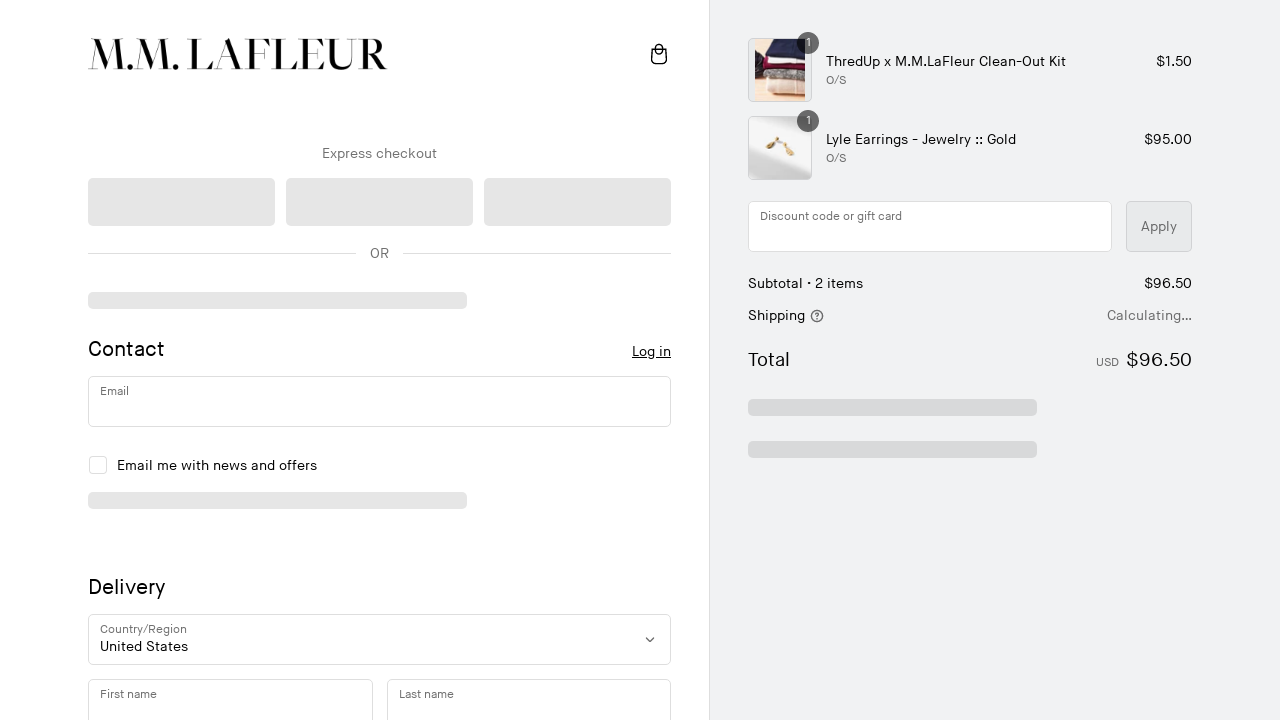 M.M. LAFLEUR
Express checkout
OR
Contact
Log in
Email
Email me with news and offers
Delivery
Country/Region
United States
First name
Last name
1
ThredUp x M.M.LaFleur Clean-Out Kit
O/S
$1.50
1
Lyle Earrings - Jewelry :: Gold
O/S
$95.00
Discount code or gift card
Apply
Subtotal · 2 items
$96.50
Shipping
Calculating...
Total
USD $96.50